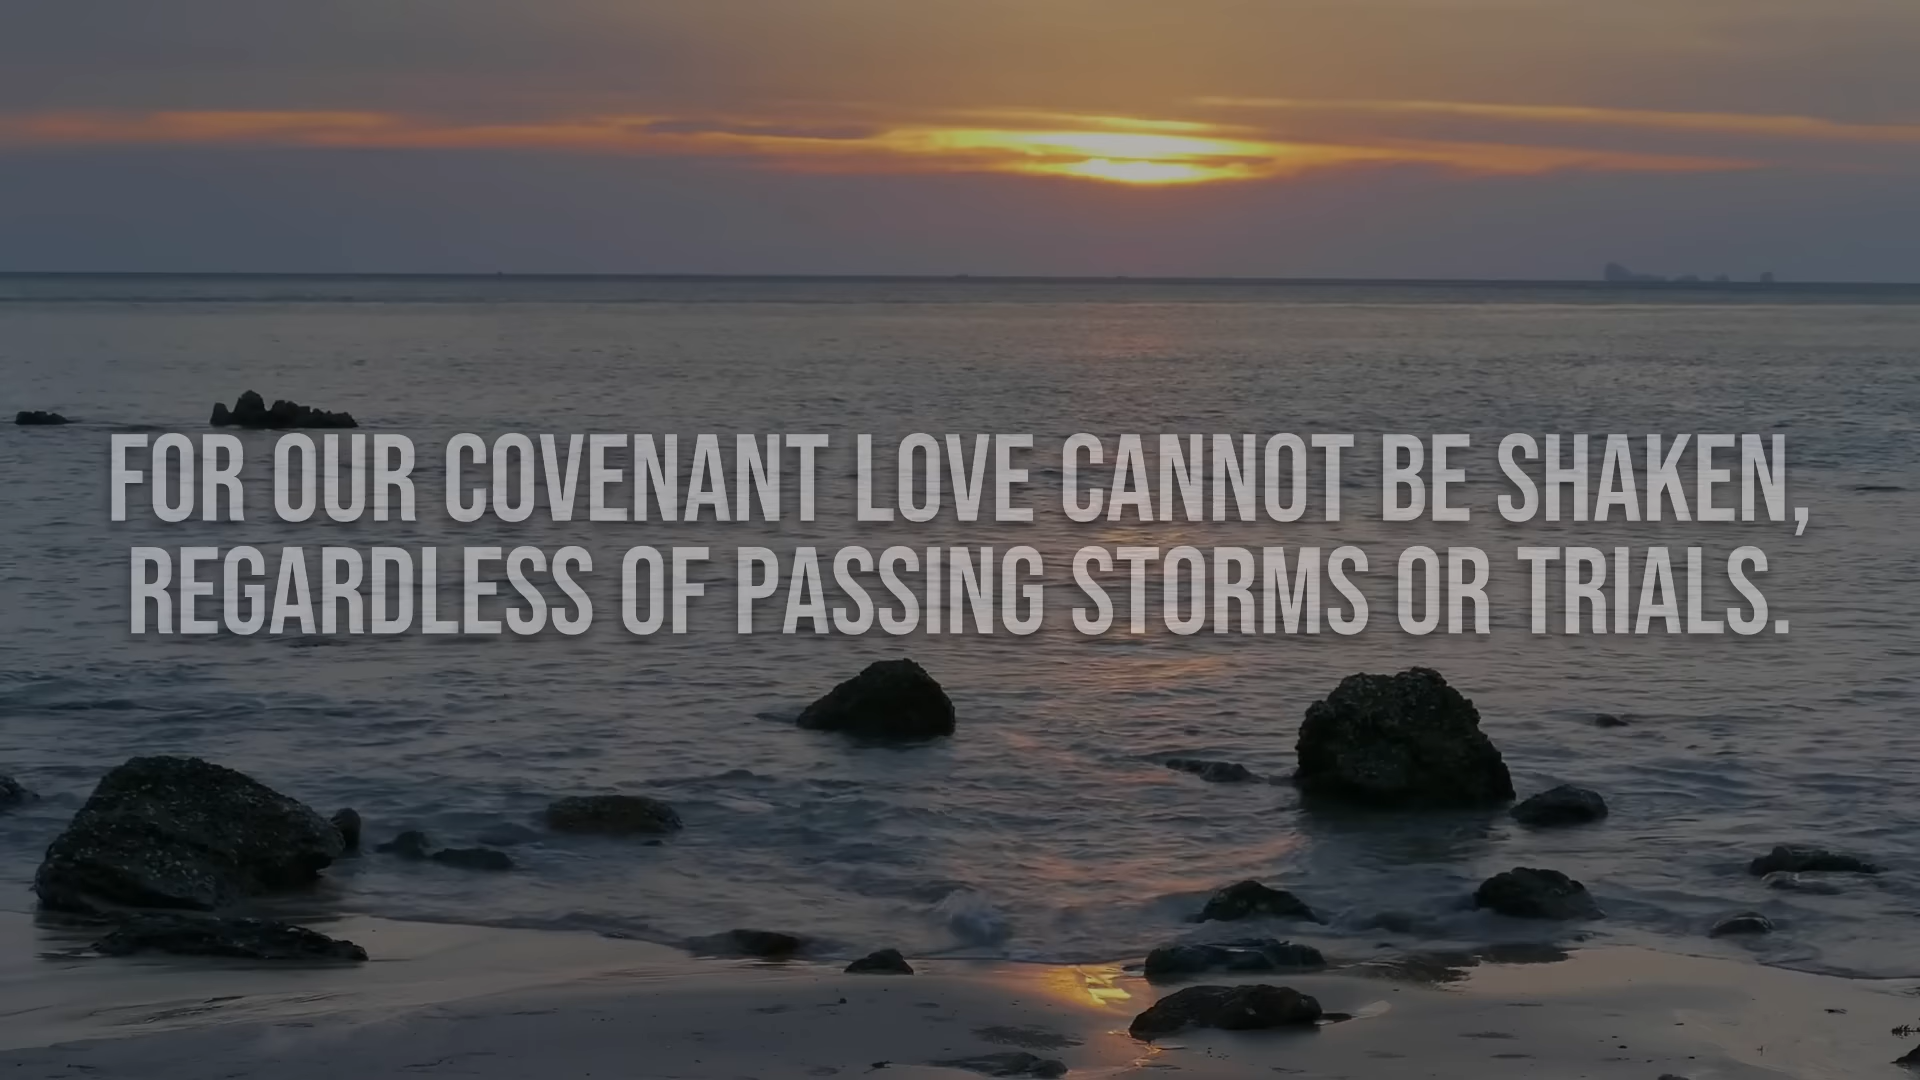 FOR OUR COVENANT LOVE CANNOT BE SHAKEN,
REGARDLESS OF PASSING STORMS OR TRIALS.